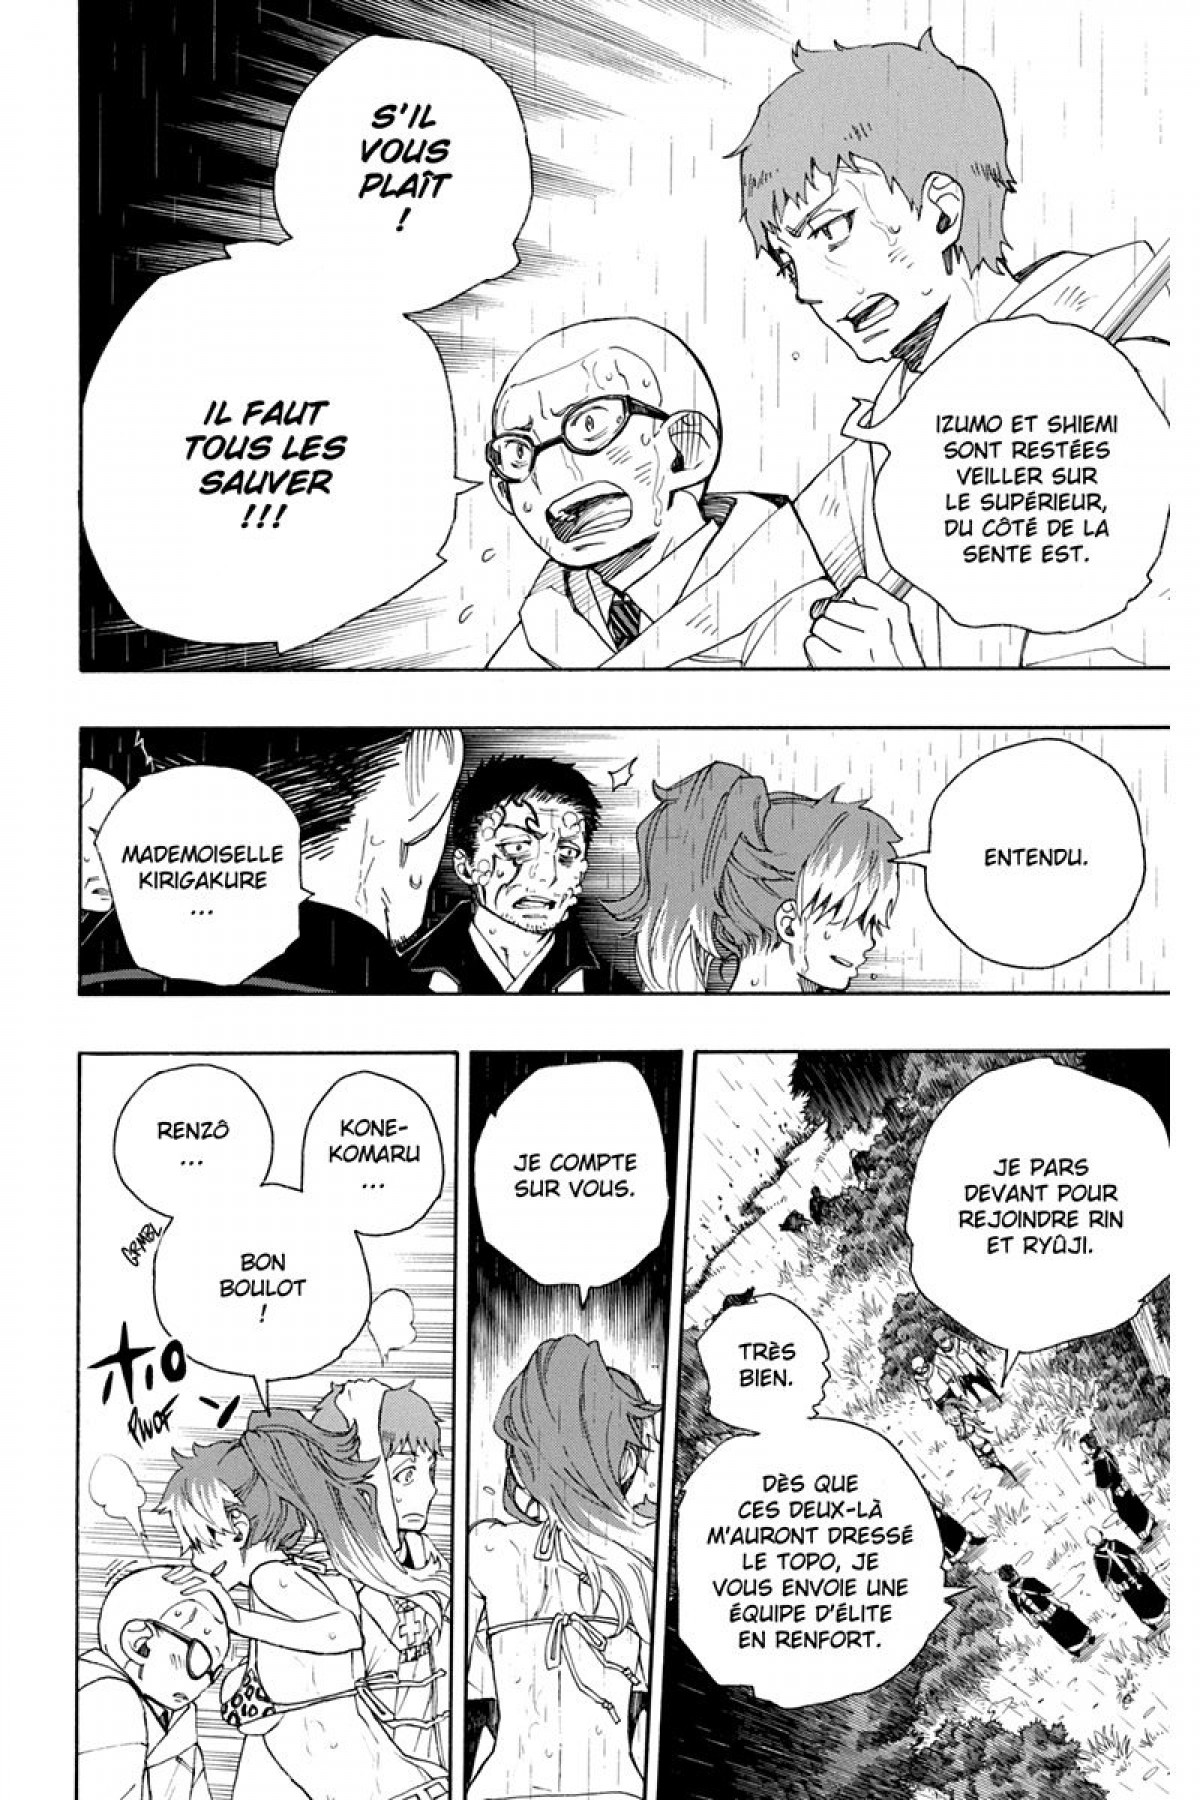 IZUMO ET SHIEMI
SONT RESTÉES
VEILLER SUR
LE SUPÉRIEUR,
DU CÔTÉ DE LA
SENTE EST.
S'IL
VOUS
PLAÎT
!
IL FAUT
TOUS LES
SAUVER
!!!
ENTENDU.
MADEMOISELLE
KIRIGAKURE
...
JE PARS
DEVANT POUR
REJOINDRE RIN
ET RYÛJI.
TRÈS
BIEN.
DÈS QUE
CES DEUX-LÀ
M'AURONT DRESSÉ
LE TOPO, JE
VOUS ENVOIE UNE
ÉQUIPE D'ÉLITE
EN RENFORT.
JE COMPTE
SUR VOUS.
KONE-
KOMARU
...
RENZÔ
...
BON
BOULOT
!
GRMBL
PWOF